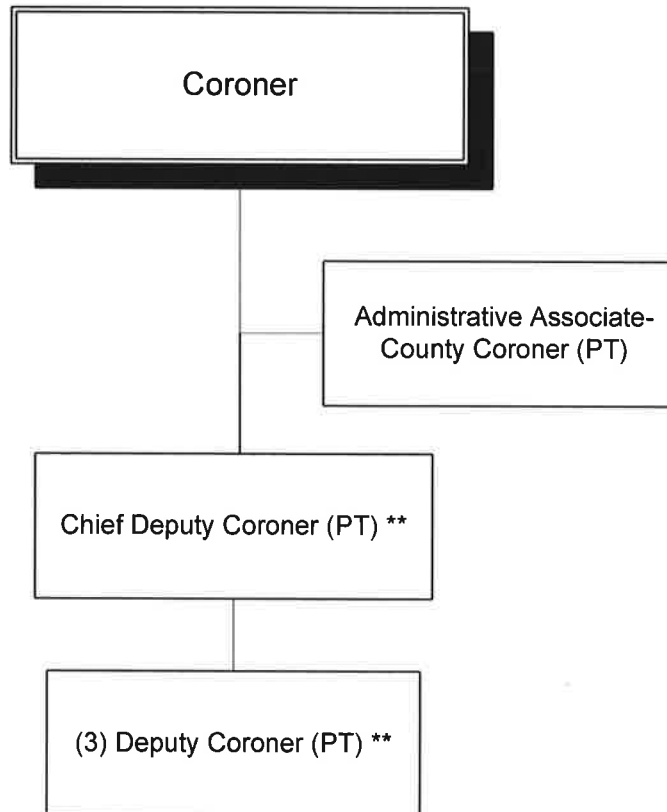 Coroner
Administrative Associate-
County Coroner (PT)
Chief Deputy Coroner (PT) **
(3) Deputy Coroner (PT) **